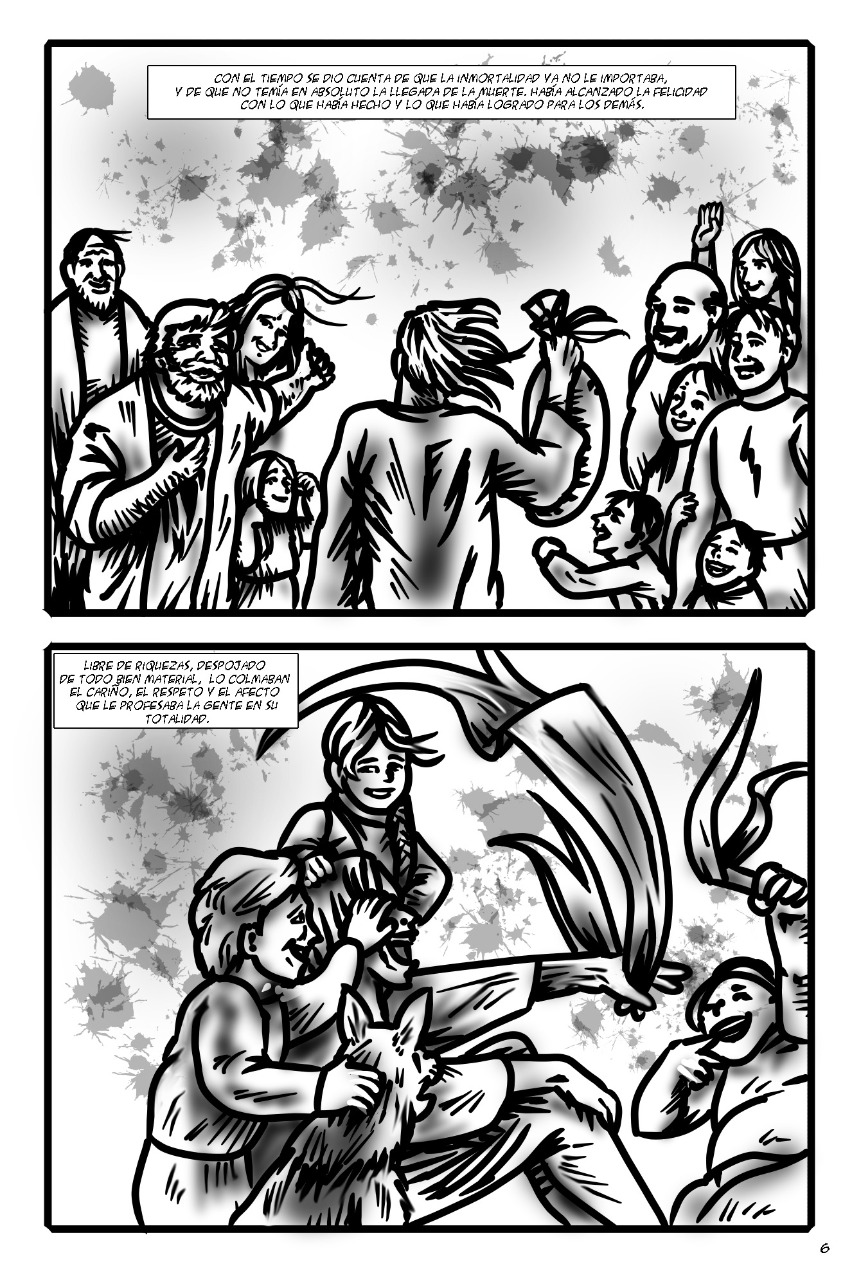 CON EL TIEMPO SE DIO CUENTA DE QUE LA INMORTALIDAD YA NO LE IMPORTABA,
Y DE QUE NO TEMÍA EN ABSOLUTO LA LLEGADA DE LA MUERTE. HABÍA ALCANZADO LA FELICIDAD
CON LO QUE HABÍA HECHO Y LO QUE HABÍA LOGRADO PARA LOS DEMÁS.
LIBRE DE RIQUEZAS, DESPOJADO
DE TODO BIEN MATERIAL, LO COLMABAN
EL CARIÑO, EL RESPETO Y EL AFECTO
QUE LE PROFESABA LA GENTE EN SU
TOTALIDAD.
6